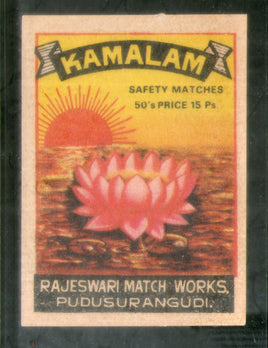 KAMALAM
SAFETY MATCHES
50's PRICE 15 Ps
RAJESWARI MATCH WORKS,
PUDUSURANGUDI.